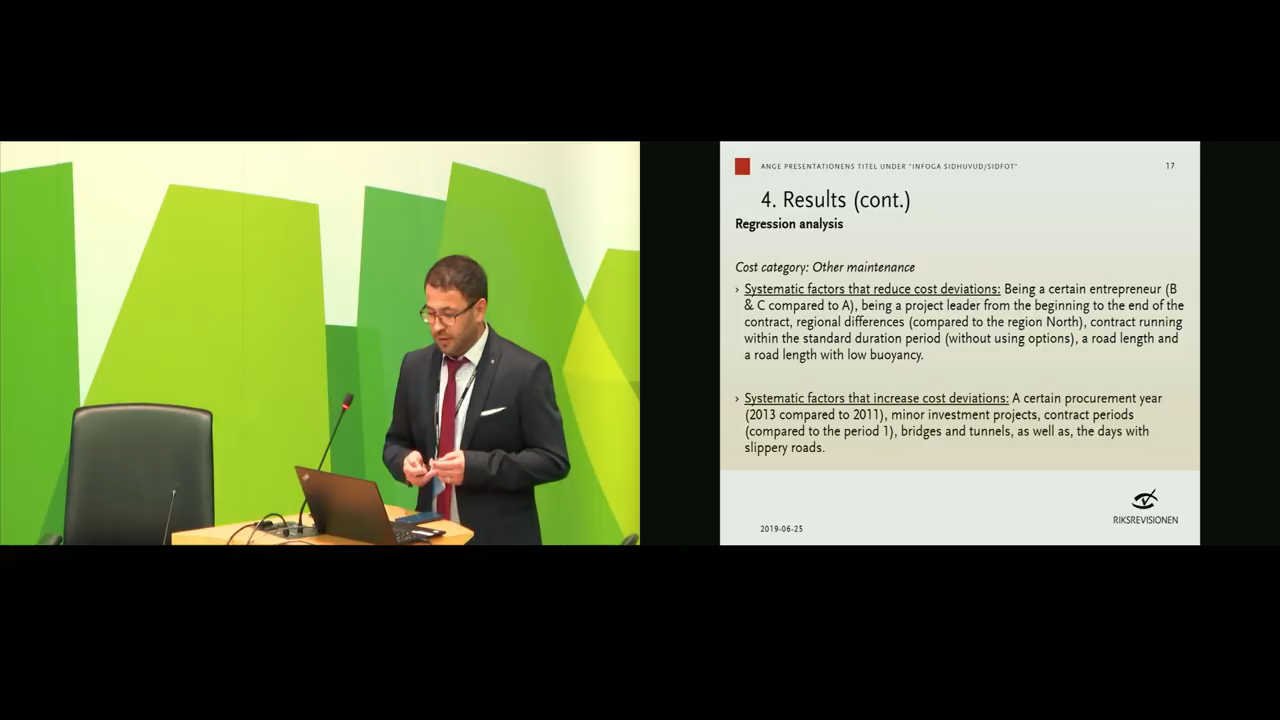 ANGE PRESENTATIONENS TITEL UNDER "INFOGA SIDHUVUD/SIDFOT"
17
4. Results (cont.)
Regression analysis
Cost category: Other maintenance
› Systematic factors that reduce cost deviations: Being a certain entrepreneur (B
& C compared to A), being a project leader from the beginning to the end of the
contract, regional differences (compared to the region North), contract running
within the standard duration period (without using options), a road length and
a road length with low buoyancy.
› Systematic factors that increase cost deviations: A certain procurement year
(2013 compared to 2011), minor investment projects, contract periods
(compared to the period 1), bridges and tunnels, as well as, the days with
slippery roads.
RIKSREVISIONEN
2019-06-25